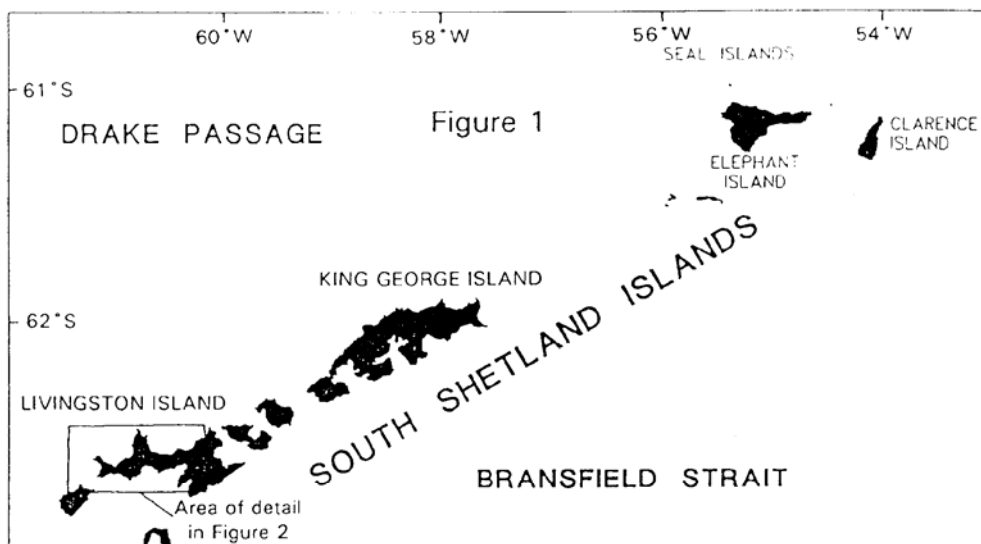 60°W
58°W
56°W
54°W
SEAL ISLANDS
61°S
DRAKE PASSAGE
Figure 1
CLARENCE
ISLAND
ELEPHANT
ISLAND
KING GEORGE ISLAND
62°S
SOUTH SHETLAND ISLANDS
LIVINGSTON ISLAND
BRANSFIELD STRAIT
Area of detail
in Figure 2